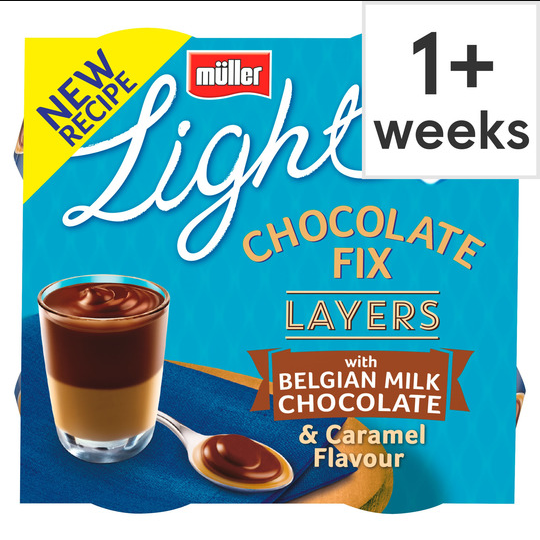 NEW
RECIPE
müller
Light
CHOCOLATE
FIX
LAYERS
with
BELGIAN MILK
CHOCOLATE
& Caramel
Flavour
1+
weeks